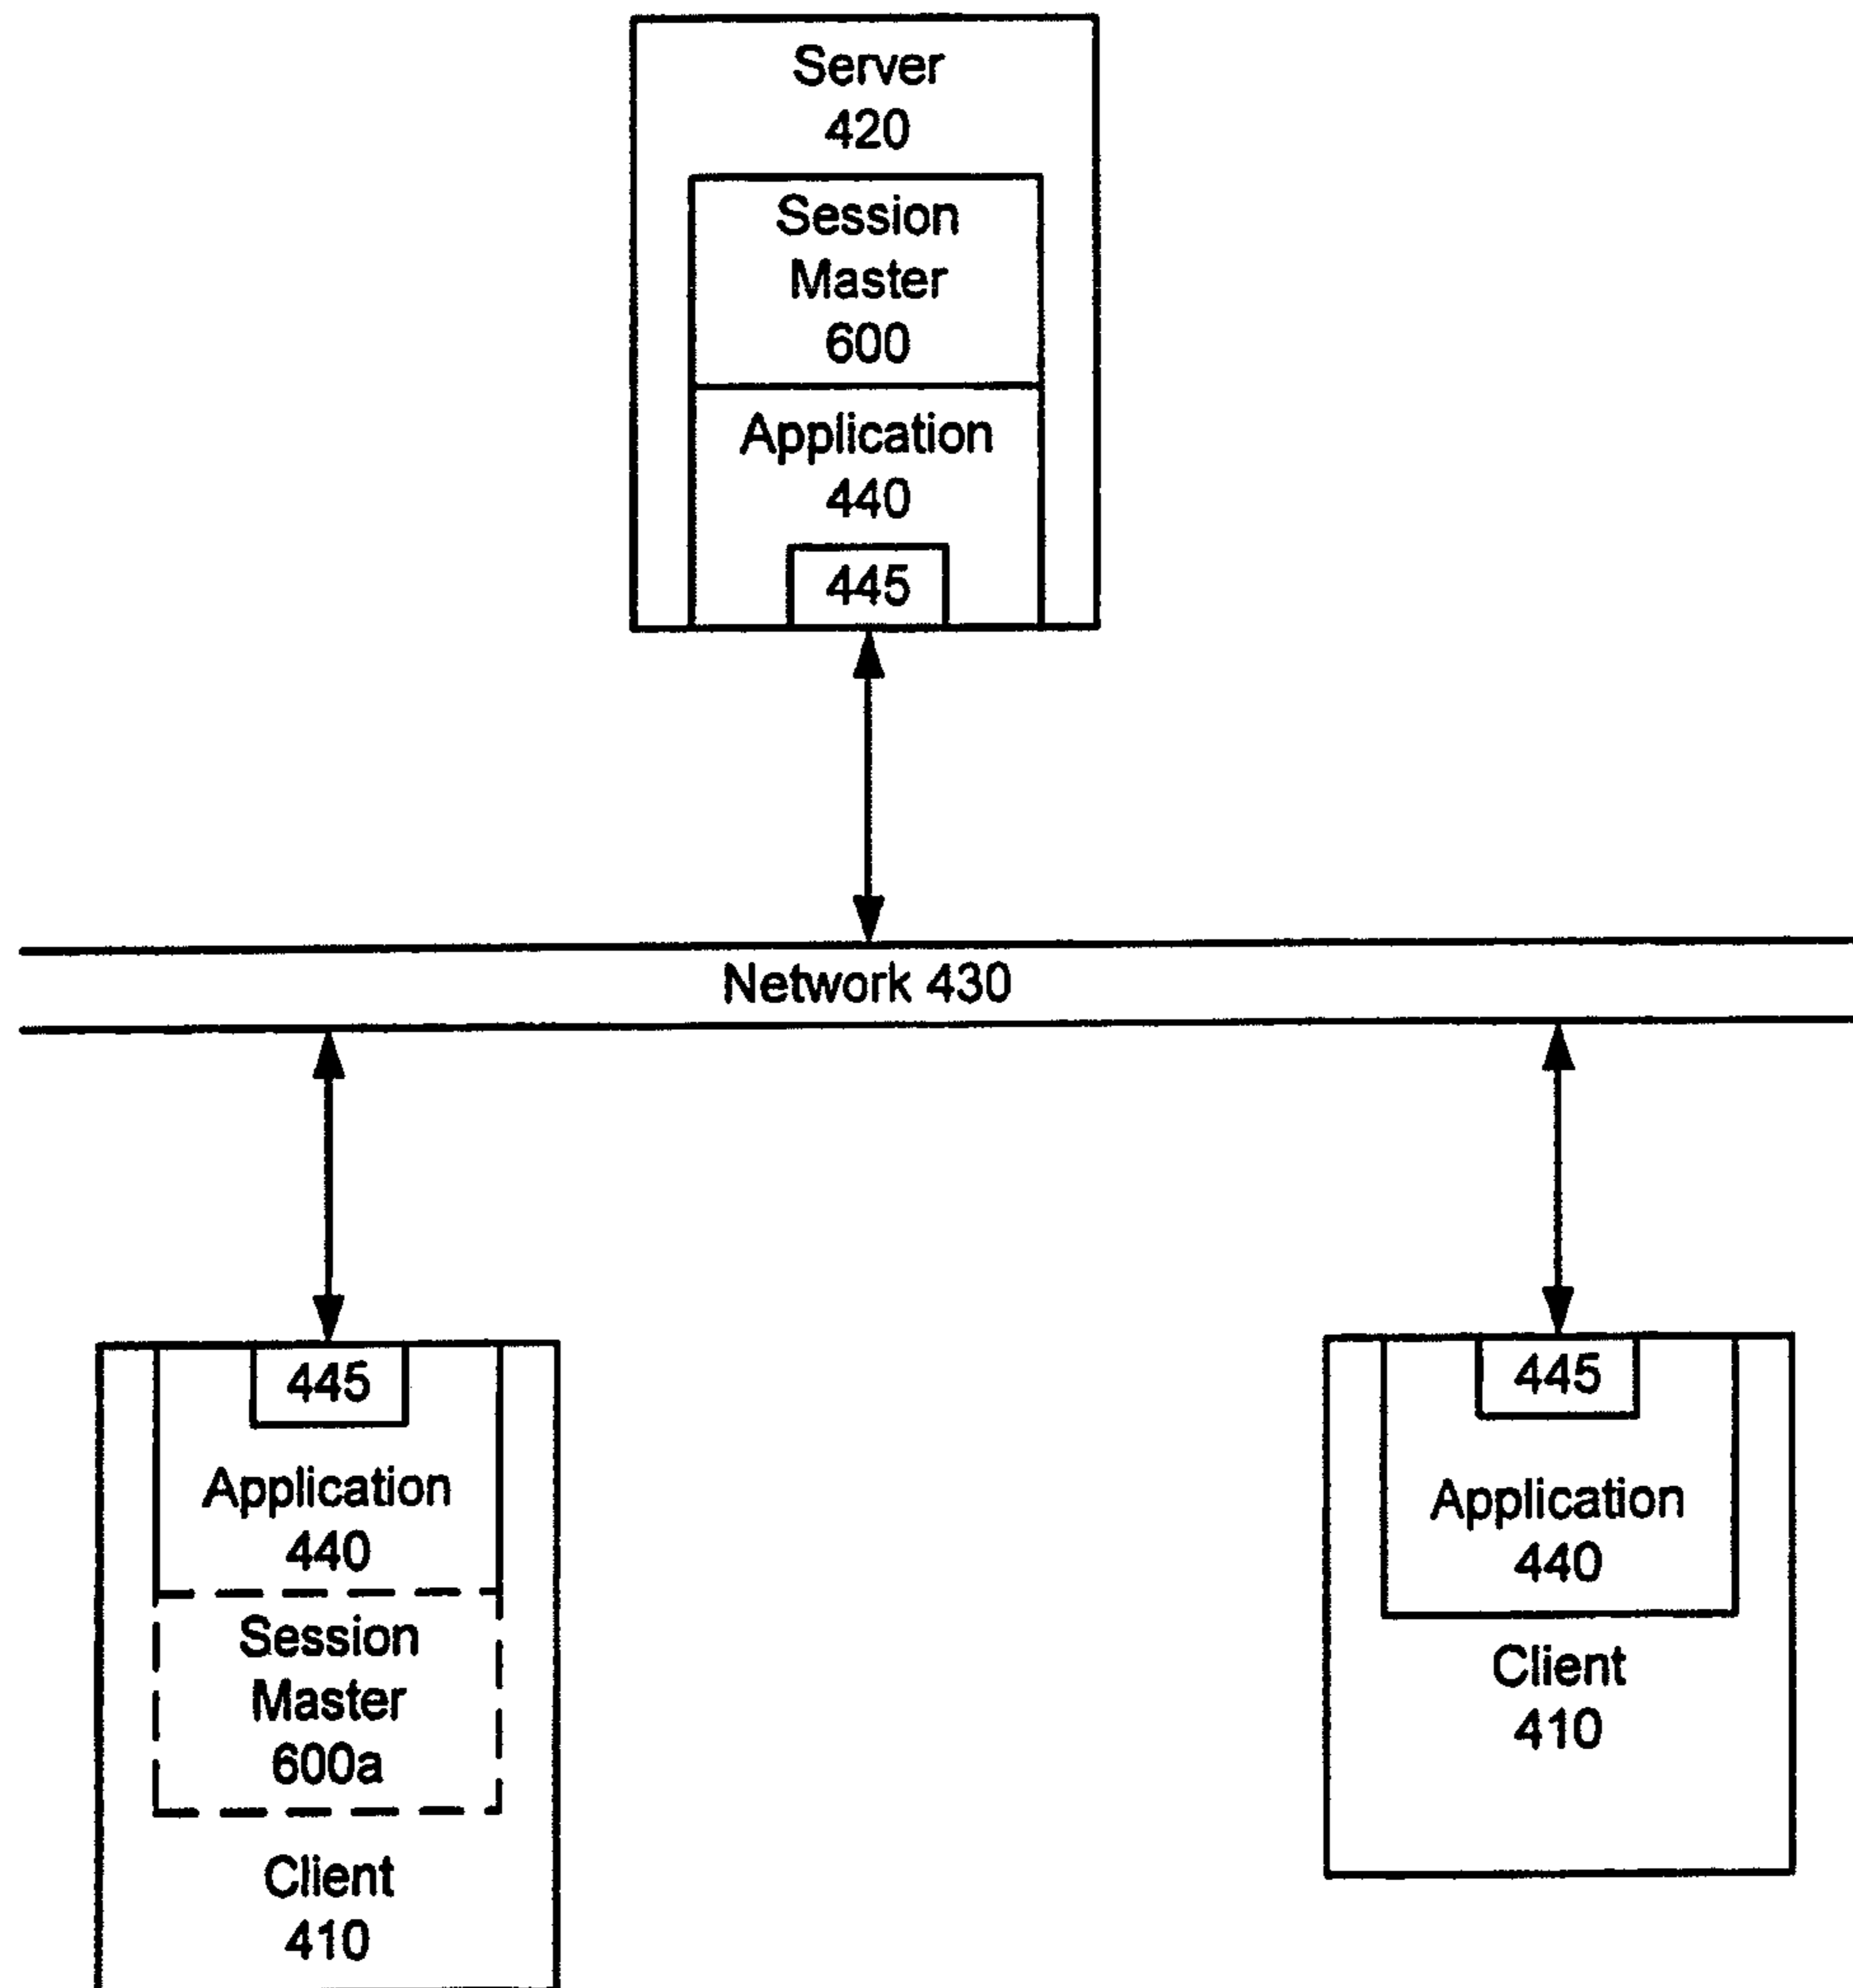 Server
420
Session
Master
600
Application
440
445
Network 430
445
Application
440
Session
Master
600a
Client
410
445
Application
440
Client
410